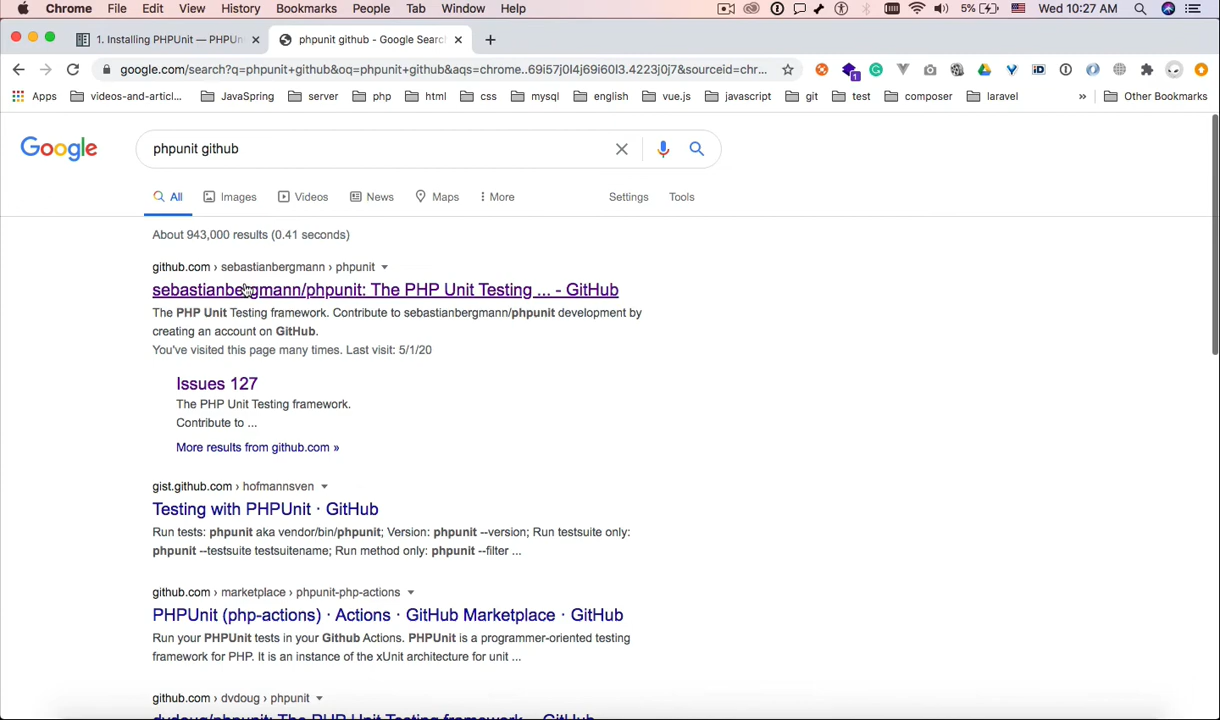 Chrome File Edit View History Bookmarks People Tab Window Help 5% Wed 10:27 AM
1. Installing PHPUnit — PHPUn phpunit github - Google Searc
google.com/search?q=phpunit+github&oq=phpunit+github&aqs=chrome..69i57j0l4j69i60l3.4223j0j7&sourceid=chr...
Apps videos-and-articl... JavaSpring server php html css mysql english vue.js javascript git test composer laravel » Other Bookmarks
Google phpunit github
All Images Videos News Maps More Settings Tools
About 943,000 results (0.41 seconds)
github.com › sebastianbergmann › phpunit
sebastianbergmann/phpunit: The PHP Unit Testing ... - GitHub
The PHP Unit Testing framework. Contribute to sebastianbergmann/phpunit development by
creating an account on GitHub.
You've visited this page many times. Last visit: 5/1/20
Issues 127
The PHP Unit Testing framework.
Contribute to ...
More results from github.com »
gist.github.com › hofmannsven
Testing with PHPUnit · GitHub
Run tests: phpunit aka vendor/bin/phpunit; Version: phpunit --version; Run testsuite only:
phpunit --testsuite testsuitename; Run method only: phpunit --filter ...
github.com › marketplace › phpunit-php-actions
PHPUnit (php-actions) · Actions · GitHub Marketplace · GitHub
Run your PHPUnit tests in your Github Actions. PHPUnit is a programmer-oriented testing
framework for PHP. It is an instance of the xUnit architecture for unit ...
github.com › dvdoug › phpunit
dvdoug/phpunit: The PHP Unit Testing framework. - GitHub